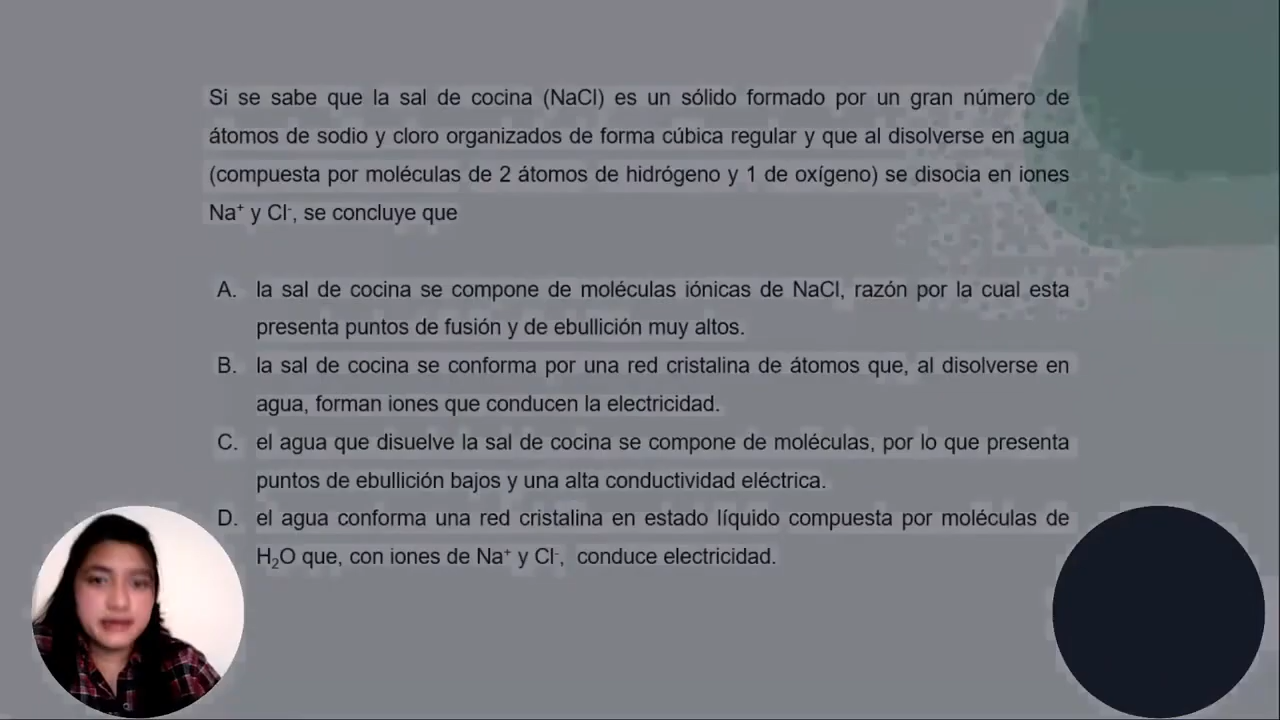 Si se sabe que la sal de cocina (NaCl) es un sólido formado por un gran número de
átomos de sodio y cloro organizados de forma cúbica regular y que al disolverse en agua
(compuesta por moléculas de 2 átomos de hidrógeno y 1 de oxígeno) se disocia en iones
Na⁺ y Cl⁻, se concluye que
A. la sal de cocina se compone de moléculas iónicas de NaCl, razón por la cual esta
presenta puntos de fusión y de ebullición muy altos.
B. la sal de cocina se conforma por una red cristalina de átomos que, al disolverse en
agua, forman iones que conducen la electricidad.
C. el agua que disuelve la sal de cocina se compone de moléculas, por lo que presenta
puntos de ebullición bajos y una alta conductividad eléctrica.
D. el agua conforma una red cristalina en estado líquido compuesta por moléculas de
H₂O que, con iones de Na⁺ y Cl⁻, conduce electricidad.